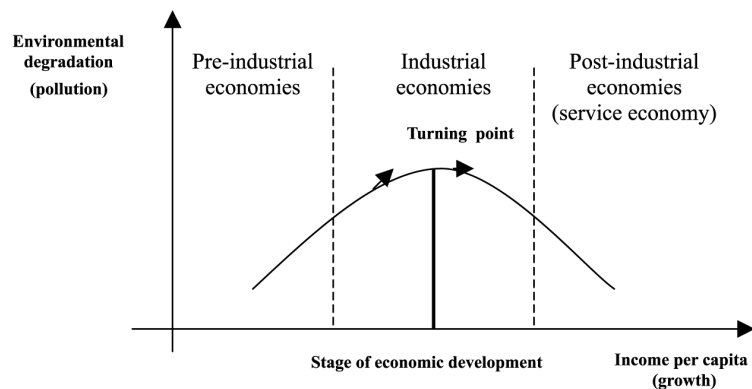 Environmental
degradation
(pollution)
Pre-industrial
economies
Industrial
economies
Post-industrial
economies
(service economy)
Turning point
Stage of economic development
Income per capita
(growth)